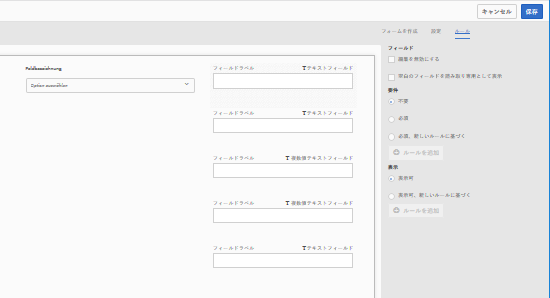 キャンセル 保存
フォームを作成 設定 ルール
フィールド
編集を無効にする
空白のフィールドを読み取り専用として表示
要件
不要
必須
必須、新しいルールに基づく
ルールを追加
表示
表示可
表示可、新しいルールに基づく
ルールを追加
Feldbezeichnung
Option auswählen
フィールドラベル Tテキストフィールド
フィールドラベル Tテキストフィールド
フィールドラベル T複数値テキストフィールド
フィールドラベル T複数値テキストフィールド
フィールドラベル Tテキストフィールド